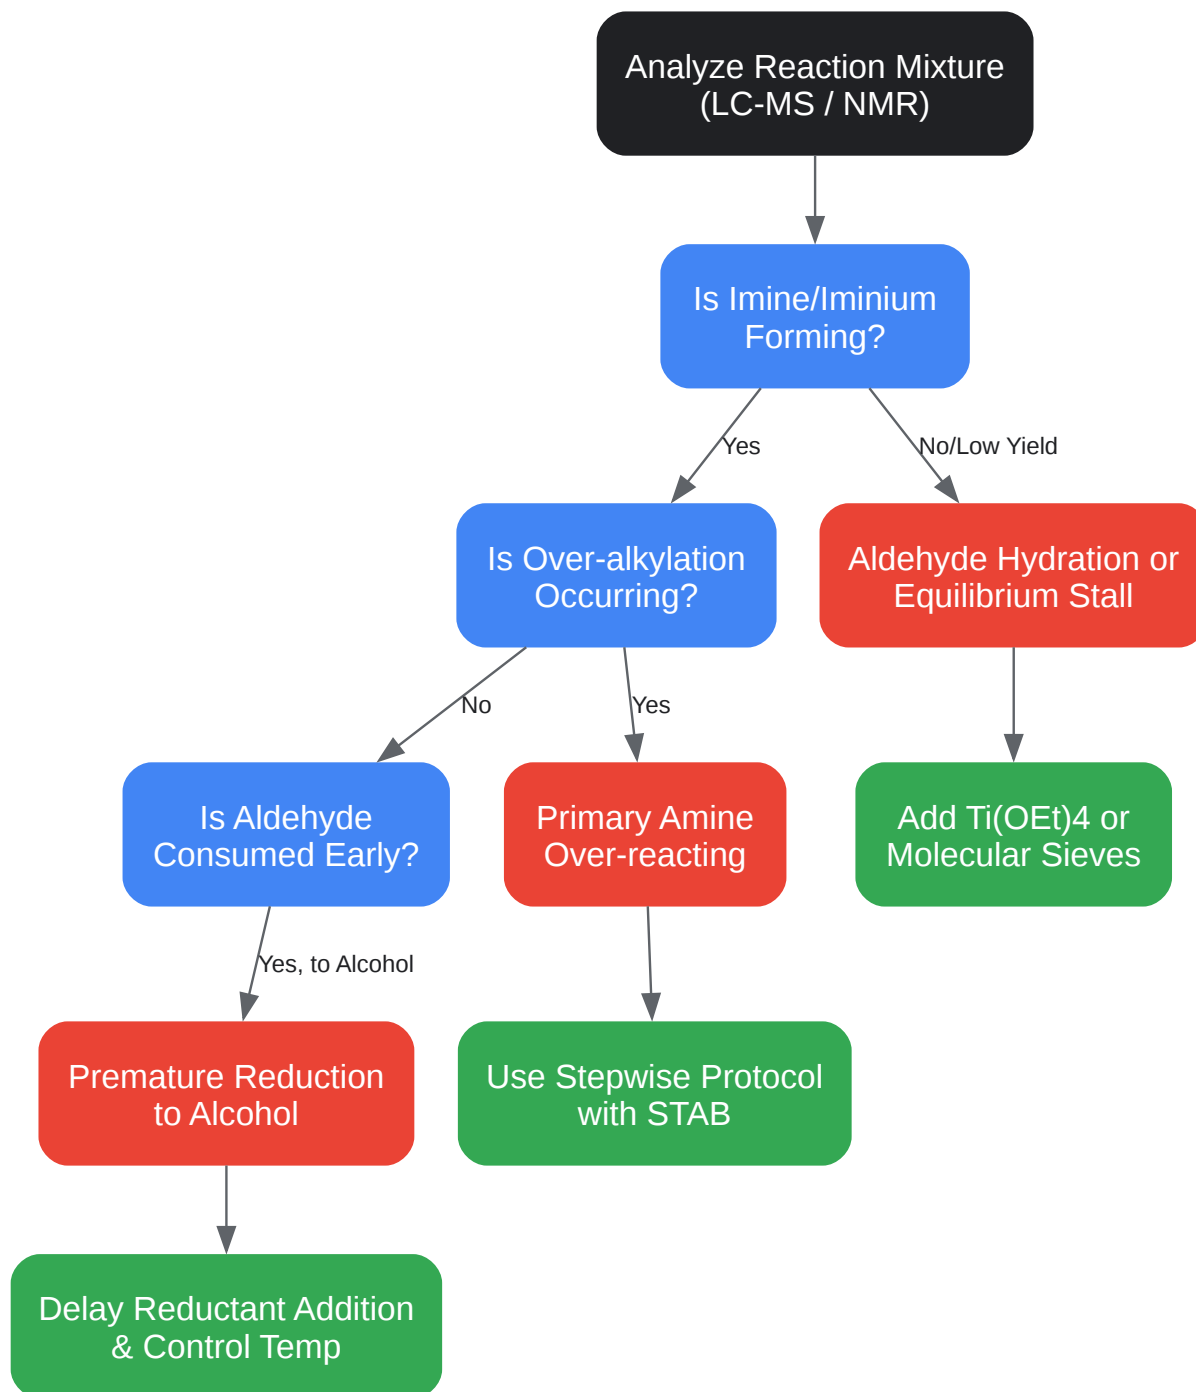 Analyze Reaction Mixture
(LC-MS / NMR)
Is Imine/Iminium
Forming?
Yes
No/Low Yield
Is Over-alkylation
Occurring?
Aldehyde Hydration or
Equilibrium Stall
No
Yes
Is Aldehyde
Consumed Early?
Primary Amine
Over-reacting
Add Ti(OEt)4 or
Molecular Sieves
Yes, to Alcohol
Premature Reduction
to Alcohol
Use Stepwise Protocol
with STAB
Delay Reductant Addition
& Control Temp